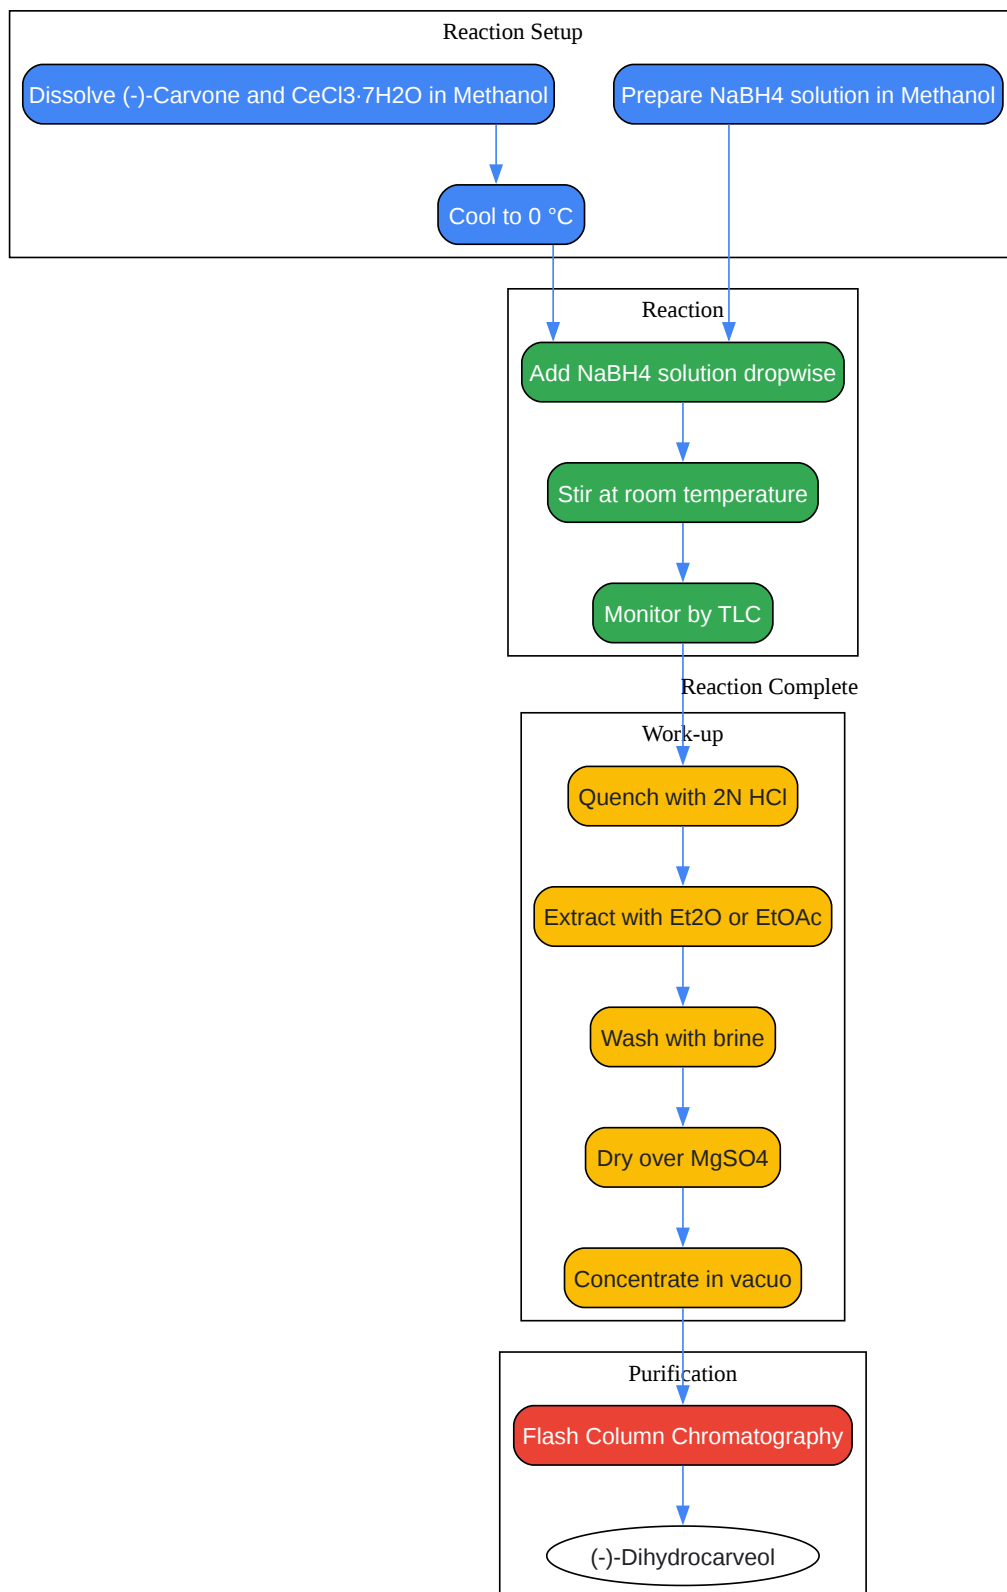 Reaction Setup
Dissolve (-)-Carvone and CeCl3·7H2O in Methanol
Prepare NaBH4 solution in Methanol
Cool to 0 °C
Reaction
Add NaBH4 solution dropwise
Stir at room temperature
Monitor by TLC
Reaction Complete
Work-up
Quench with 2N HCl
Extract with Et2O or EtOAc
Wash with brine
Dry over MgSO4
Concentrate in vacuo
Purification
Flash Column Chromatography
(-)-Dihydrocarveol